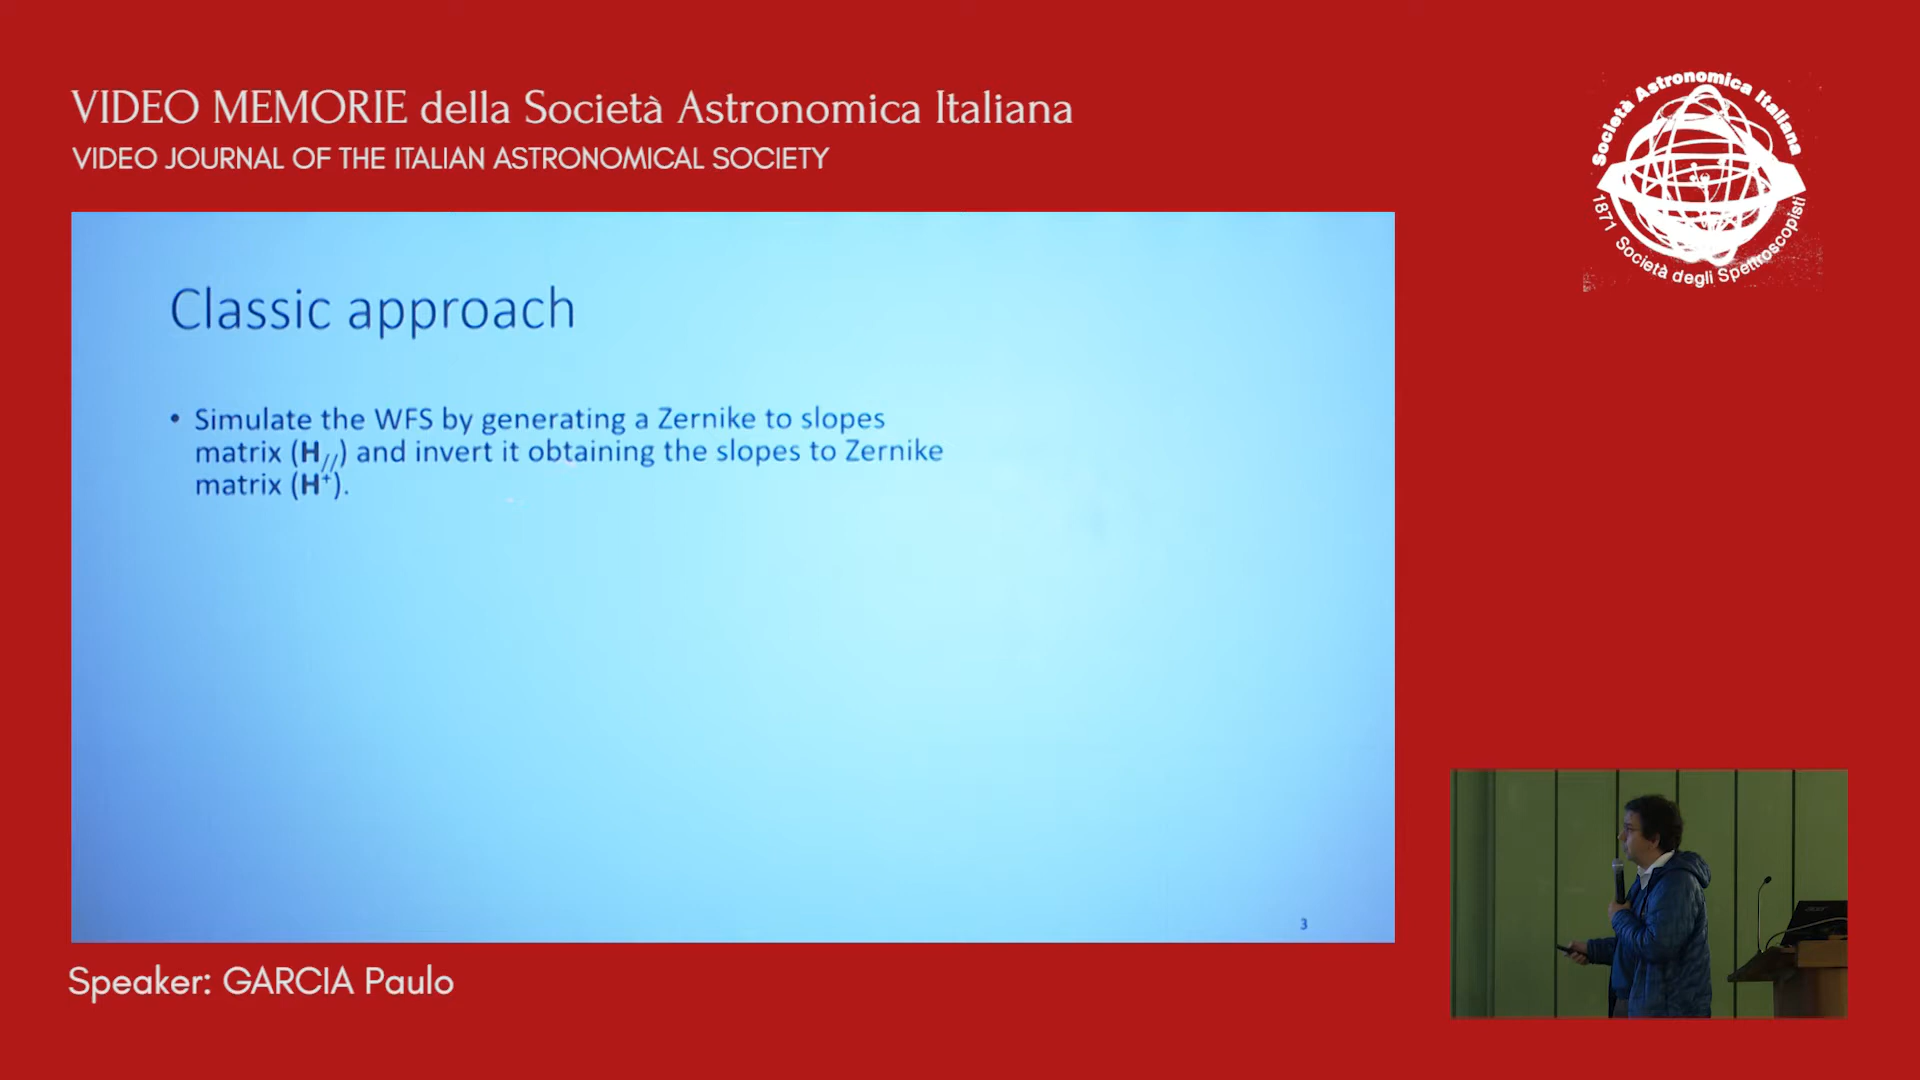 VIDEO MEMORIE della Società Astronomica Italiana
VIDEO JOURNAL OF THE ITALIAN ASTRONOMICAL SOCIETY
Società Astronomica Italiana
1871 Società degli Spettroscopisti
Classic approach
• Simulate the WFS by generating a Zernike to slopes
matrix (H//) and invert it obtaining the slopes to Zernike
matrix (H+).
3
Speaker: GARCIA Paulo